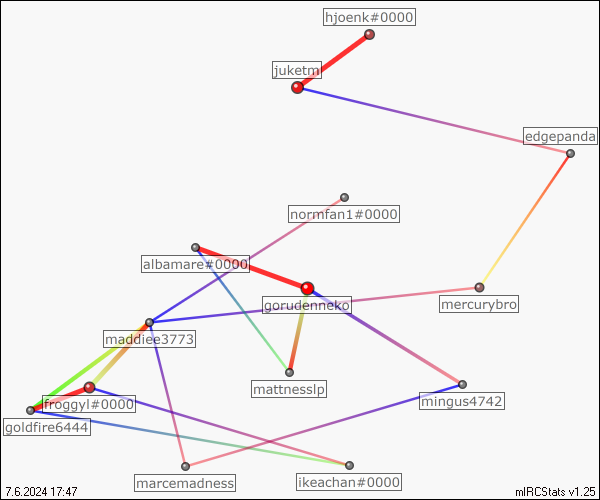 hjoenk#0000
juketm
edgepanda
normfan1#0000
albamare#0000
gorudenneko
mercurybro
maddiee3773
mattnesslp
mingus4742
froggyl#0000
goldfire6444
marcemadness
ikeachan#0000
7.6.2024 17:47
mIRCStats v1.25